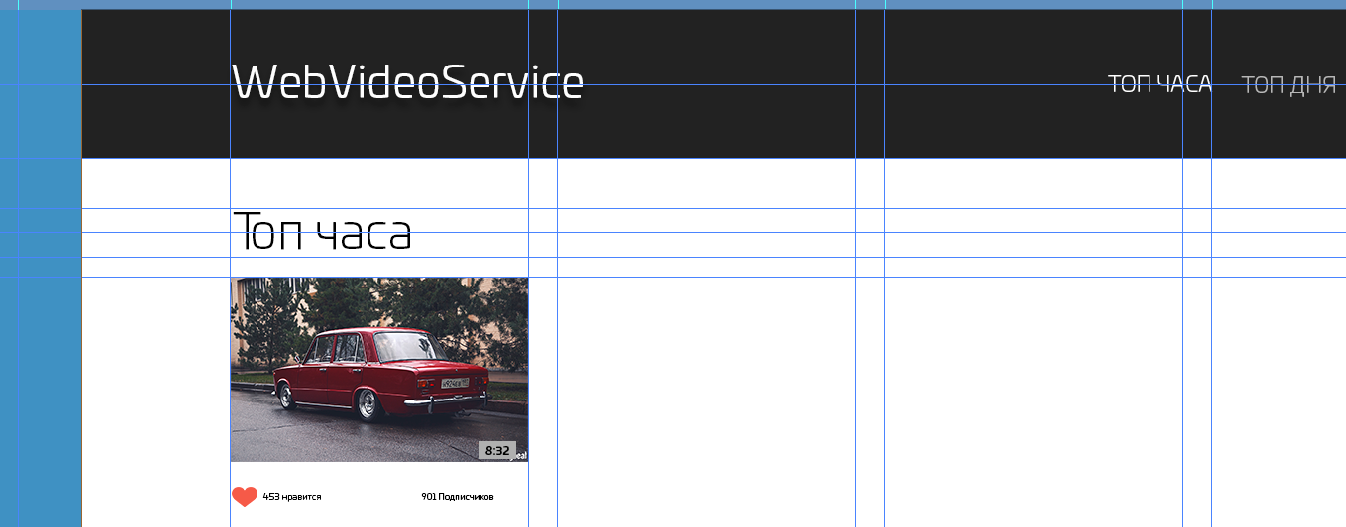 WebVideoService
ТОП ЧАСА ТОП ДНЯ
Топ часа
8:32
453 нравится 901 Подписчиков